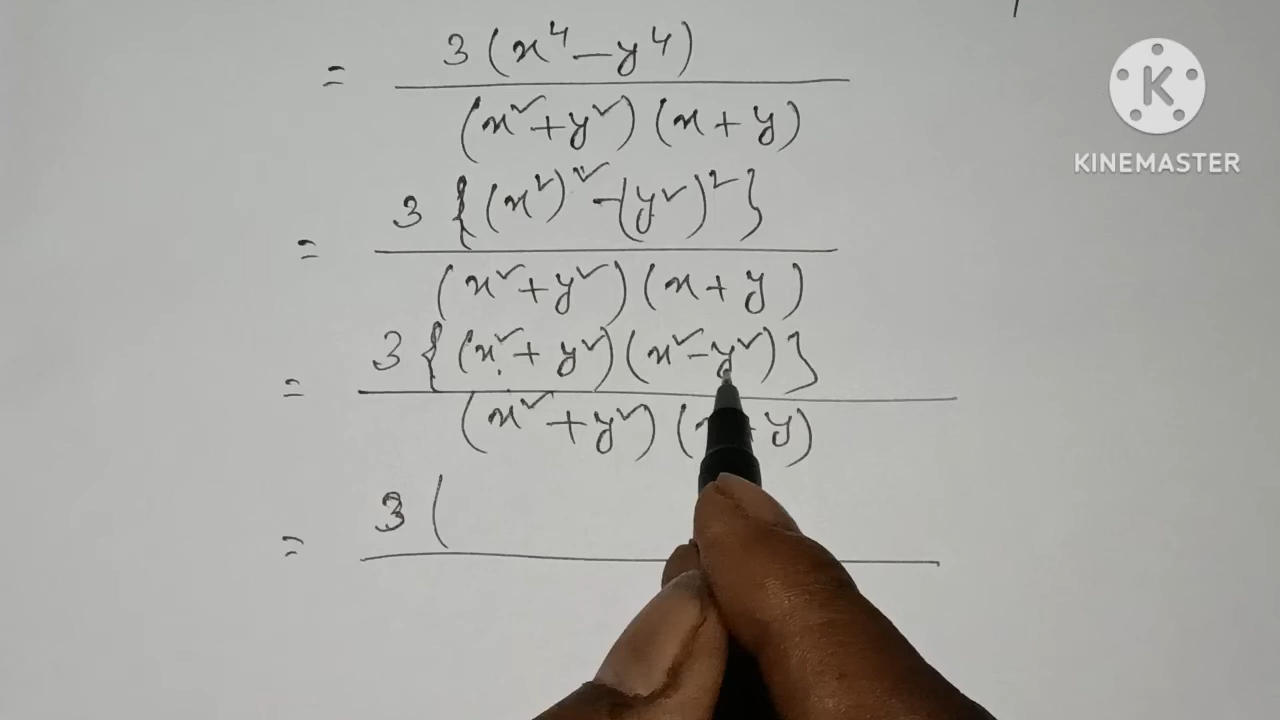 = 3 (x⁴ – y⁴) / (x² + y²) (x + y)
= 3 {(x²)² – (y²)²} / (x² + y²) (x + y)
= 3 {(x² + y²) (x² – y²)} / (x² + y²) ( + y)
= 3 (
KINEMASTER